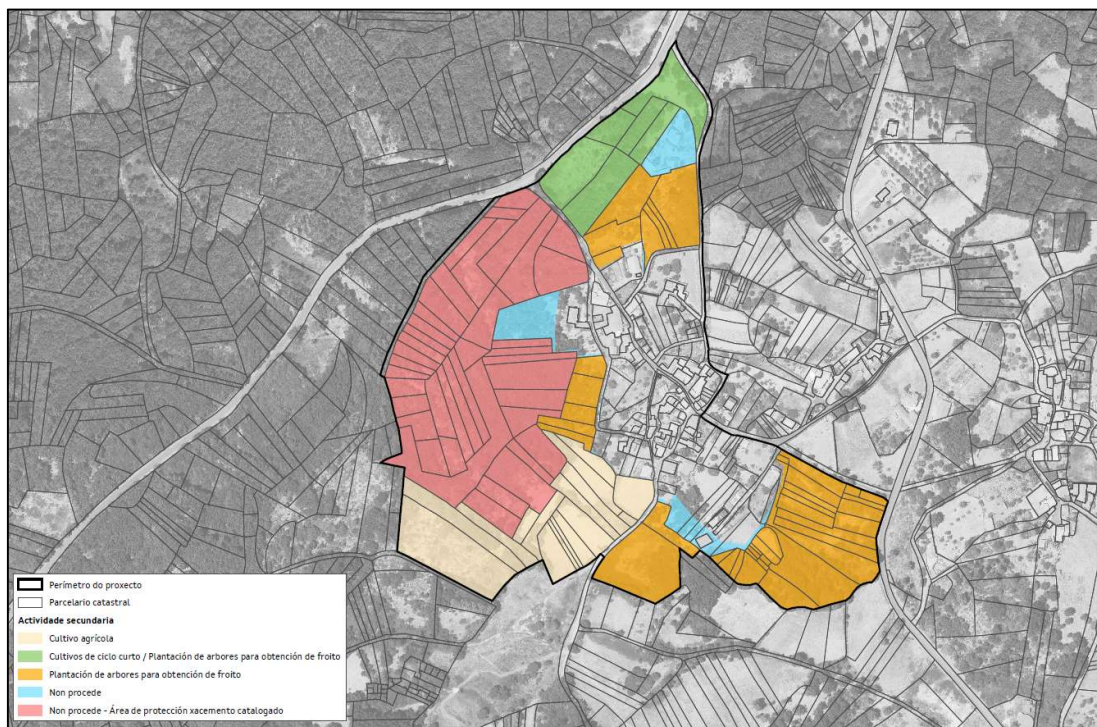 Perímetro do proxecto
Parcelario catastral
Actividade secundaria
Cultivo agrícola
Cultivos de ciclo curto / Plantación de arbores para obtención de froito
Plantación de arbores para obtención de froito
Non procede
Non procede - Área de protección xacemento catalogado